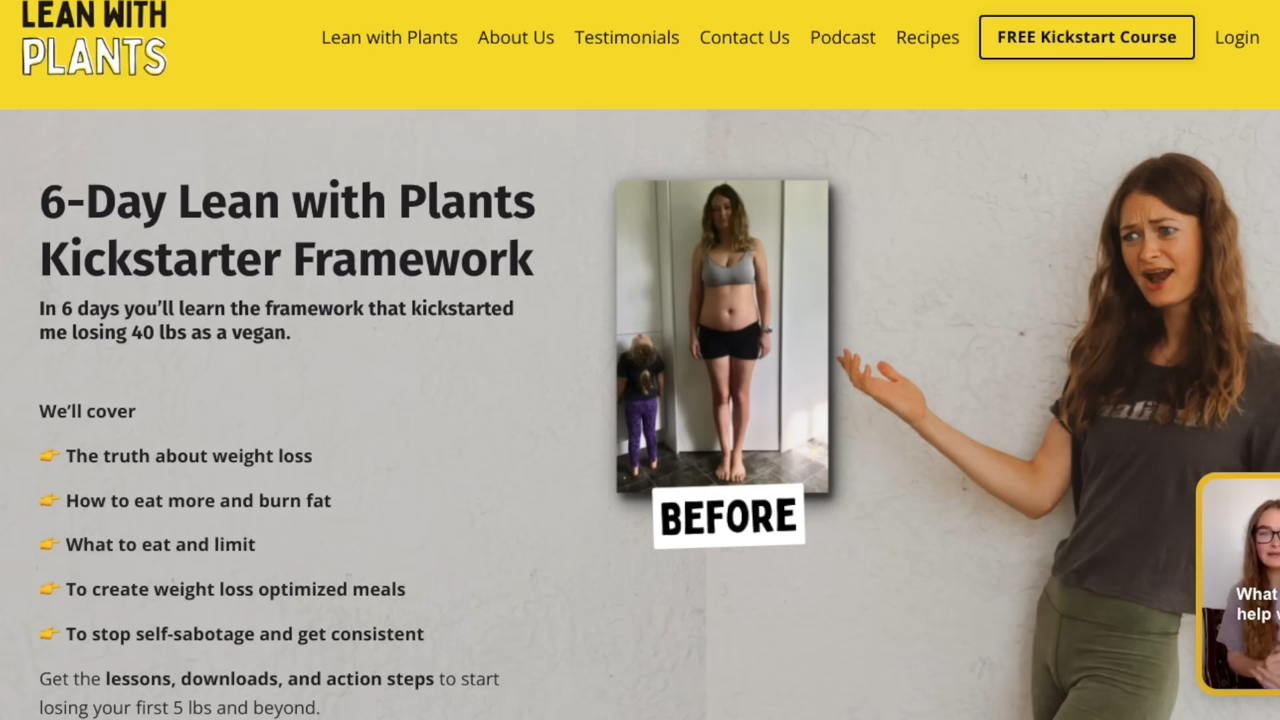 LEAN WITH
PLANTS
Lean with Plants About Us Testimonials Contact Us Podcast Recipes FREE Kickstart Course Login
6-Day Lean with Plants
Kickstarter Framework
In 6 days you’ll learn the framework that kickstarted
me losing 40 lbs as a vegan.
We’ll cover
👉 The truth about weight loss
👉 How to eat more and burn fat
👉 What to eat and limit
👉 To create weight loss optimized meals
👉 To stop self-sabotage and get consistent
Get the lessons, downloads, and action steps to start
losing your first 5 lbs and beyond.
BEFORE
What
help